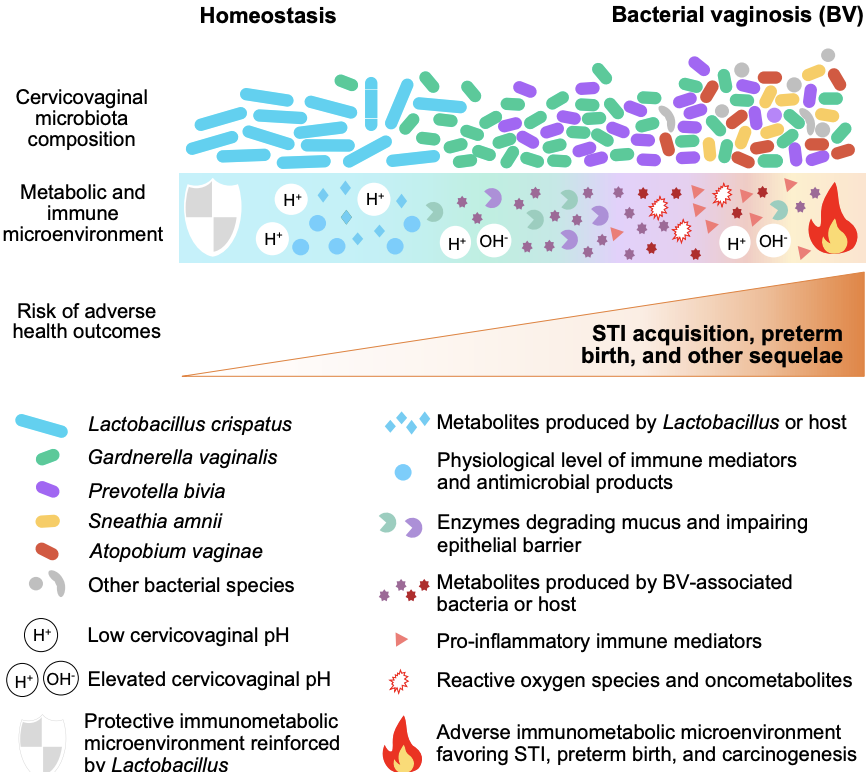 Homeostasis
Bacterial vaginosis (BV)
Cervicovaginal
microbiota
composition
Metabolic and
immune
microenvironment
H+
H+
H+
H+
OH-
H+
OH-
Risk of adverse
health outcomes
STI acquisition, preterm
birth, and other sequelae
Lactobacillus crispatus
Gardnerella vaginalis
Prevotella bivia
Sneathia amnii
Atopobium vaginae
Other bacterial species
H+
Low cervicovaginal pH
H+
OH-
Elevated cervicovaginal pH
Protective immunometabolic
microenvironment reinforced
by Lactobacillus
Metabolites produced by Lactobacillus or host
Physiological level of immune mediators
and antimicrobial products
Enzymes degrading mucus and impairing
epithelial barrier
Metabolites produced by BV-associated
bacteria or host
Pro-inflammatory immune mediators
Reactive oxygen species and oncometabolites
Adverse immunometabolic microenvironment
favoring STI, preterm birth, and carcinogenesis